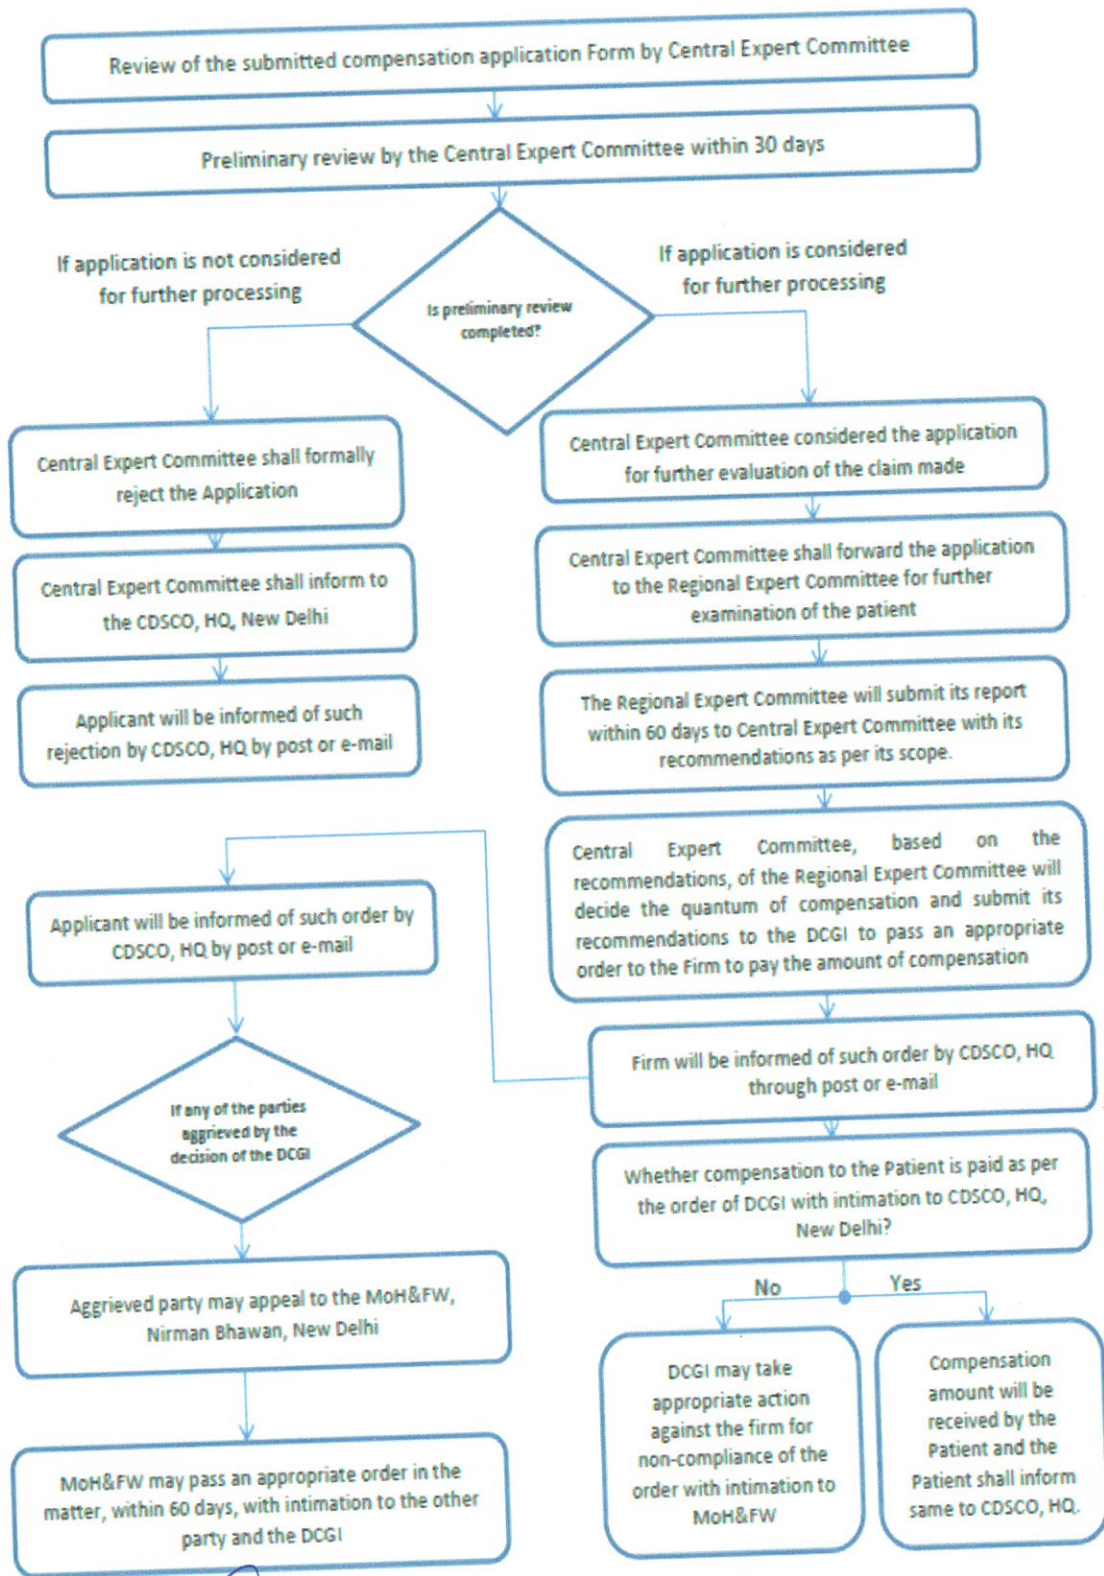 Review of the submitted compensation application Form by Central Expert Committee
Preliminary review by the Central Expert Committee within 30 days
If application is not considered
for further processing
If application is considered
for further processing
Is preliminary review
completed?
Central Expert Committee shall formally
reject the Application
Central Expert Committee shall inform to
the CDSCO, HQ, New Delhi
Applicant will be informed of such
rejection by CDSCO, HQ by post or e-mail
Central Expert Committee considered the application
for further evaluation of the claim made
Central Expert Committee shall forward the application
to the Regional Expert Committee for further
examination of the patient
The Regional Expert Committee will submit its report
within 60 days to Central Expert Committee with its
recommendations as per its scope.
Central Expert Committee, based on the
recommendations, of the Regional Expert Committee will
decide the quantum of compensation and submit its
recommendations to the DCGI to pass an appropriate
order to the Firm to pay the amount of compensation
Firm will be informed of such order by CDSCO, HQ
through post or e-mail
Applicant will be informed of such order by
CDSCO, HQ by post or e-mail
If any of the parties
aggrieved by the
decision of the DCGI
Aggrieved party may appeal to the MoH&FW,
Nirman Bhawan, New Delhi
MoH&FW may pass an appropriate order in the
matter, within 60 days, with intimation to the other
party and the DCGI
Whether compensation to the Patient is paid as per
the order of DCGI with intimation to CDSCO, HQ,
New Delhi?
No
Yes
DCGI may take
appropriate action
against the firm for
non-compliance of the
order with intimation to
MoH&FW
Compensation
amount will be
received by the
Patient and the
Patient shall inform
same to CDSCO, HQ.